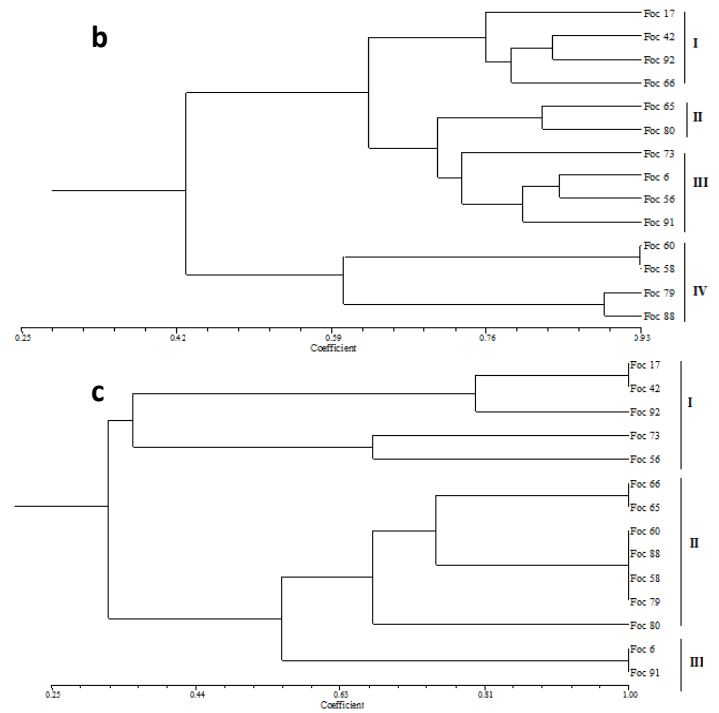 b
Foc 17
Foc 42
I
Foc 92
Foc 66
Foc 65
II
Foc 80
Foc 73
Foc 6
III
Foc 56
Foc 91
Foc 60
Foc 58
Foc 79
IV
Foc 88
0.25 0.42 0.59 0.76 0.93
Coefficient
c
Foc 17
Foc 42
I
Foc 92
Foc 73
Foc 56
Foc 66
Foc 65
Foc 60
II
Foc 88
Foc 58
Foc 79
Foc 80
Foc 6
III
Foc 91
0.25 0.44 0.63 0.81 1.00
Coefficient